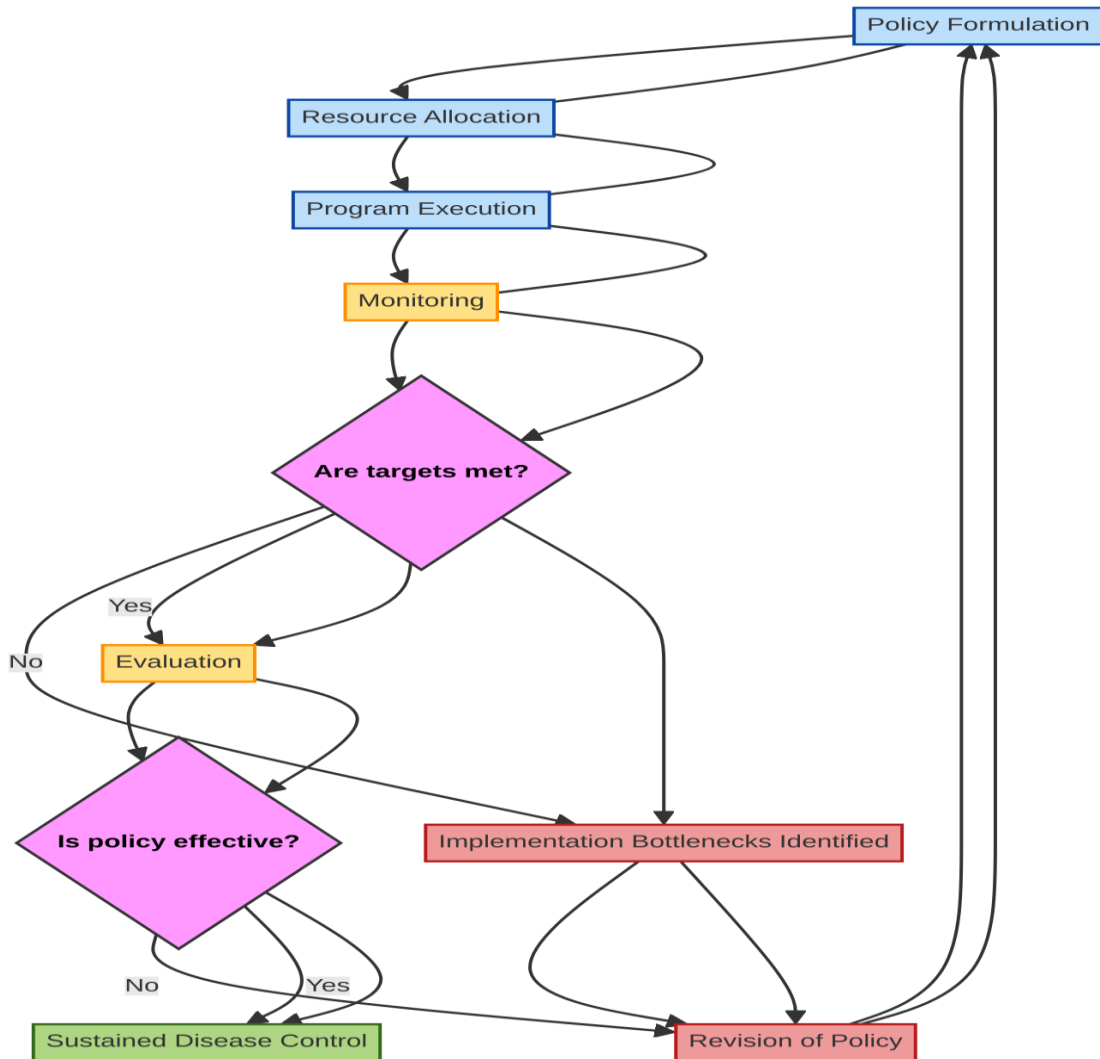 Policy Formulation
Resource Allocation
Program Execution
Monitoring
Are targets met?
Yes
No
Evaluation
Is policy effective?
Implementation Bottlenecks Identified
No
Yes
Sustained Disease Control
Revision of Policy